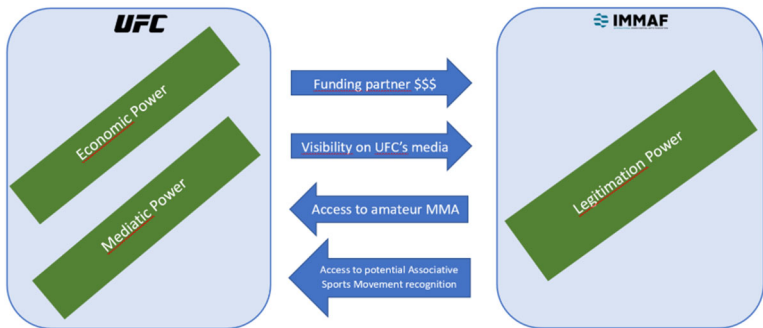 UFC
IMMAF
Economic Power
Mediatic Power
Funding partner $$$
Visibility on UFC's media
Access to amateur MMA
Access to potential Associative
Sports Movement recognition
Legitimation Power